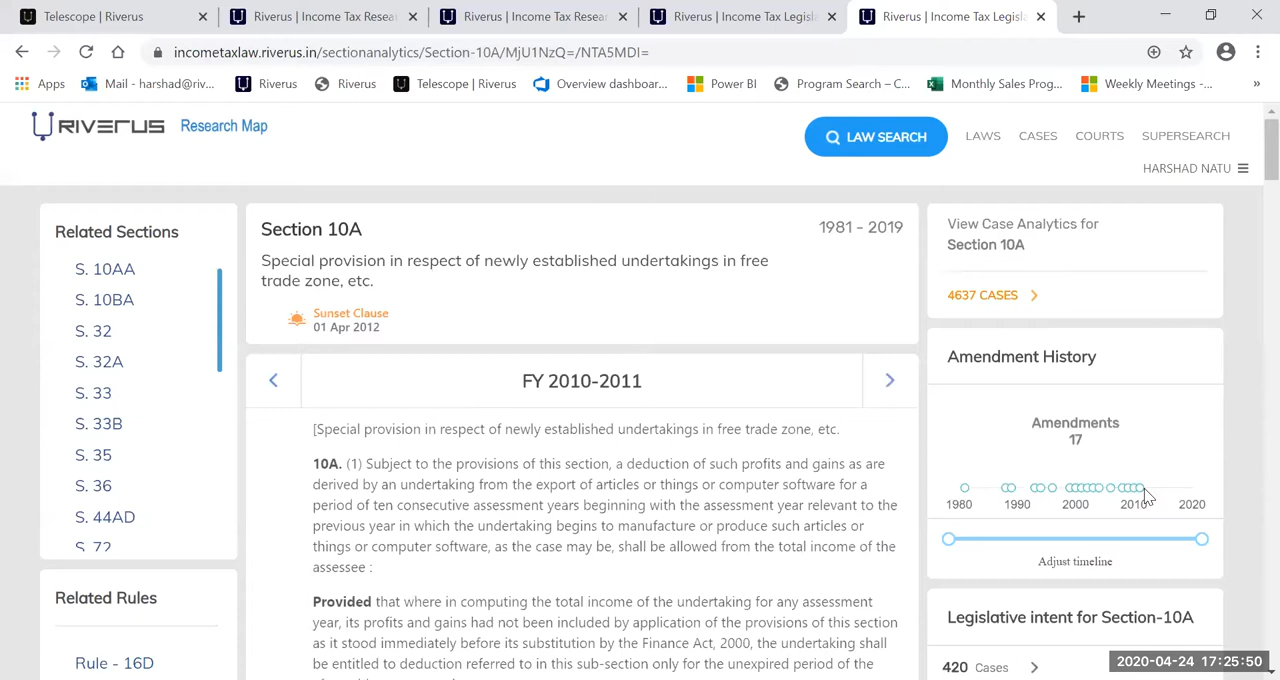 Telescope | Riverus
Riverus | Income Tax Resea
Riverus | Income Tax Resea
Riverus | Income Tax Legisl
Riverus | Income Tax Legisl
incometaxlaw.riverus.in/sectionanalytics/Section-10A/MjU1NzQ=/NTA5MDI=
Apps
Mail - harshad@riv...
Riverus
Riverus
Telescope | Riverus
Overview dashboar...
Power BI
Program Search – C...
Monthly Sales Prog...
Weekly Meetings -...
»
RIVERUS
Research Map
LAW SEARCH
LAWS
CASES
COURTS
SUPERSEARCH
HARSHAD NATU
Related Sections
S. 10AA
S. 10BA
S. 32
S. 32A
S. 33
S. 33B
S. 35
S. 36
S. 44AD
S. 72
Related Rules
Rule - 16D
Section 10A
1981 - 2019
Special provision in respect of newly established undertakings in free
trade zone, etc.
Sunset Clause
01 Apr 2012
FY 2010-2011
[Special provision in respect of newly established undertakings in free trade zone, etc.
10A. (1) Subject to the provisions of this section, a deduction of such profits and gains as are
derived by an undertaking from the export of articles or things or computer software for a
period of ten consecutive assessment years beginning with the assessment year relevant to the
previous year in which the undertaking begins to manufacture or produce such articles or
things or computer software, as the case may be, shall be allowed from the total income of the
assessee :
Provided that where in computing the total income of the undertaking for any assessment
year, its profits and gains had not been included by application of the provisions of this section
as it stood immediately before its substitution by the Finance Act, 2000, the undertaking shall
be entitled to deduction referred to in this sub-section only for the unexpired period of the
View Case Analytics for
Section 10A
4637 CASES
Amendment History
Amendments
17
1980 1990 2000 2010 2020
Adjust timeline
Legislative intent for Section-10A
420 Cases
2020-04-24 17:25:50